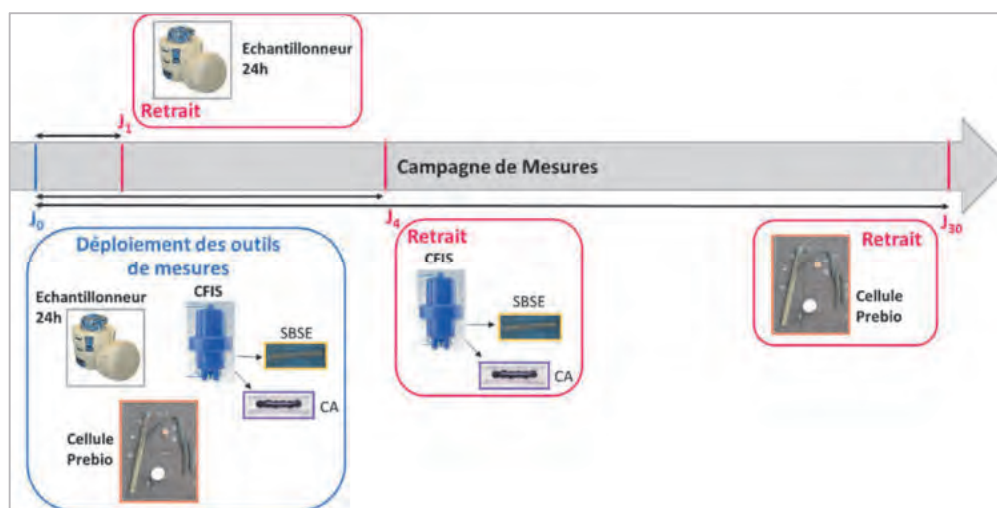 Echantillonneur
24h
Retrait
J1
Campagne de Mesures
J0
J4
J30
Déploiement des outils
de mesures
Echantillonneur
24h
CFIS
SBSE
CA
Cellule
Prebio
Retrait
CFIS
SBSE
CA
Retrait
Cellule
Prebio